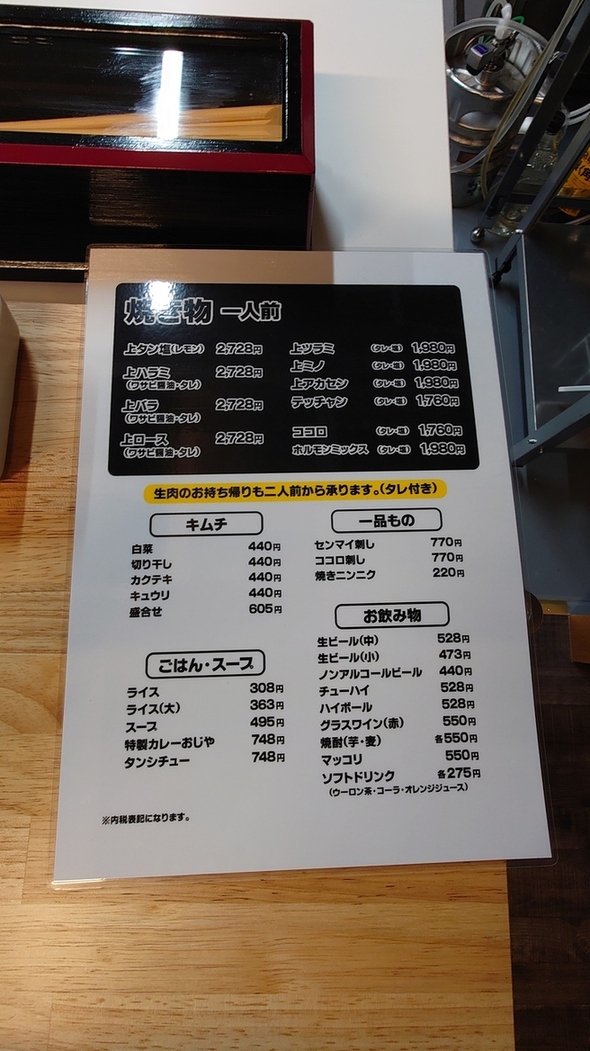 焼き物 一人前
上タン塩(レモン) 2,728円
上ハラミ 2,728円
(ワサビ醤油・タレ)
上バラ 2,728円
(ワサビ醤油・タレ)
上ロース 2,728円
(ワサビ醤油・タレ)
上ツラミ (タレ・塩) 1,980円
上ミノ (タレ・塩) 1,980円
上アカセン (タレ・塩) 1,980円
テッチャン (タレ・塩) 1,760円
ココロ (タレ・塩) 1,760円
ホルモンミックス (タレ・塩) 1,980円
生肉のお持ち帰りも二人前から承ります。(タレ付き)
キムチ
白菜 440円
切り干し 440円
カクテキ 440円
キュウリ 440円
盛合せ 605円
ごはん・スープ
ライス 308円
ライス(大) 363円
スープ 495円
特製カレーおじや 748円
タンシチュー 748円
一品もの
センマイ刺し 770円
ココロ刺し 770円
焼きニンニク 220円
お飲み物
生ビール(中) 528円
生ビール(小) 473円
ノンアルコールビール 440円
チューハイ 528円
ハイボール 528円
グラスワイン(赤) 550円
焼酎(芋・麦) 各550円
マッコリ 550円
ソフトドリンク 各275円
(ウーロン茶・コーラ・オレンジジュース)
※内税表記になります。